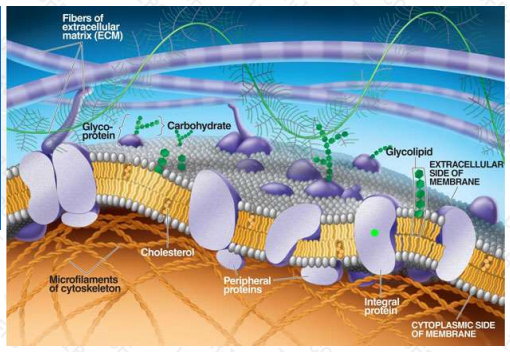 Fibers of
extracellular
matrix (ECM)
Glyco-
protein
Carbohydrate
Glycolipid
EXTRACELLULAR
SIDE OF
MEMBRANE
Cholesterol
Microfilaments
of cytoskeleton
Peripheral
proteins
Integral
protein
CYTOPLASMIC SIDE
OF MEMBRANE